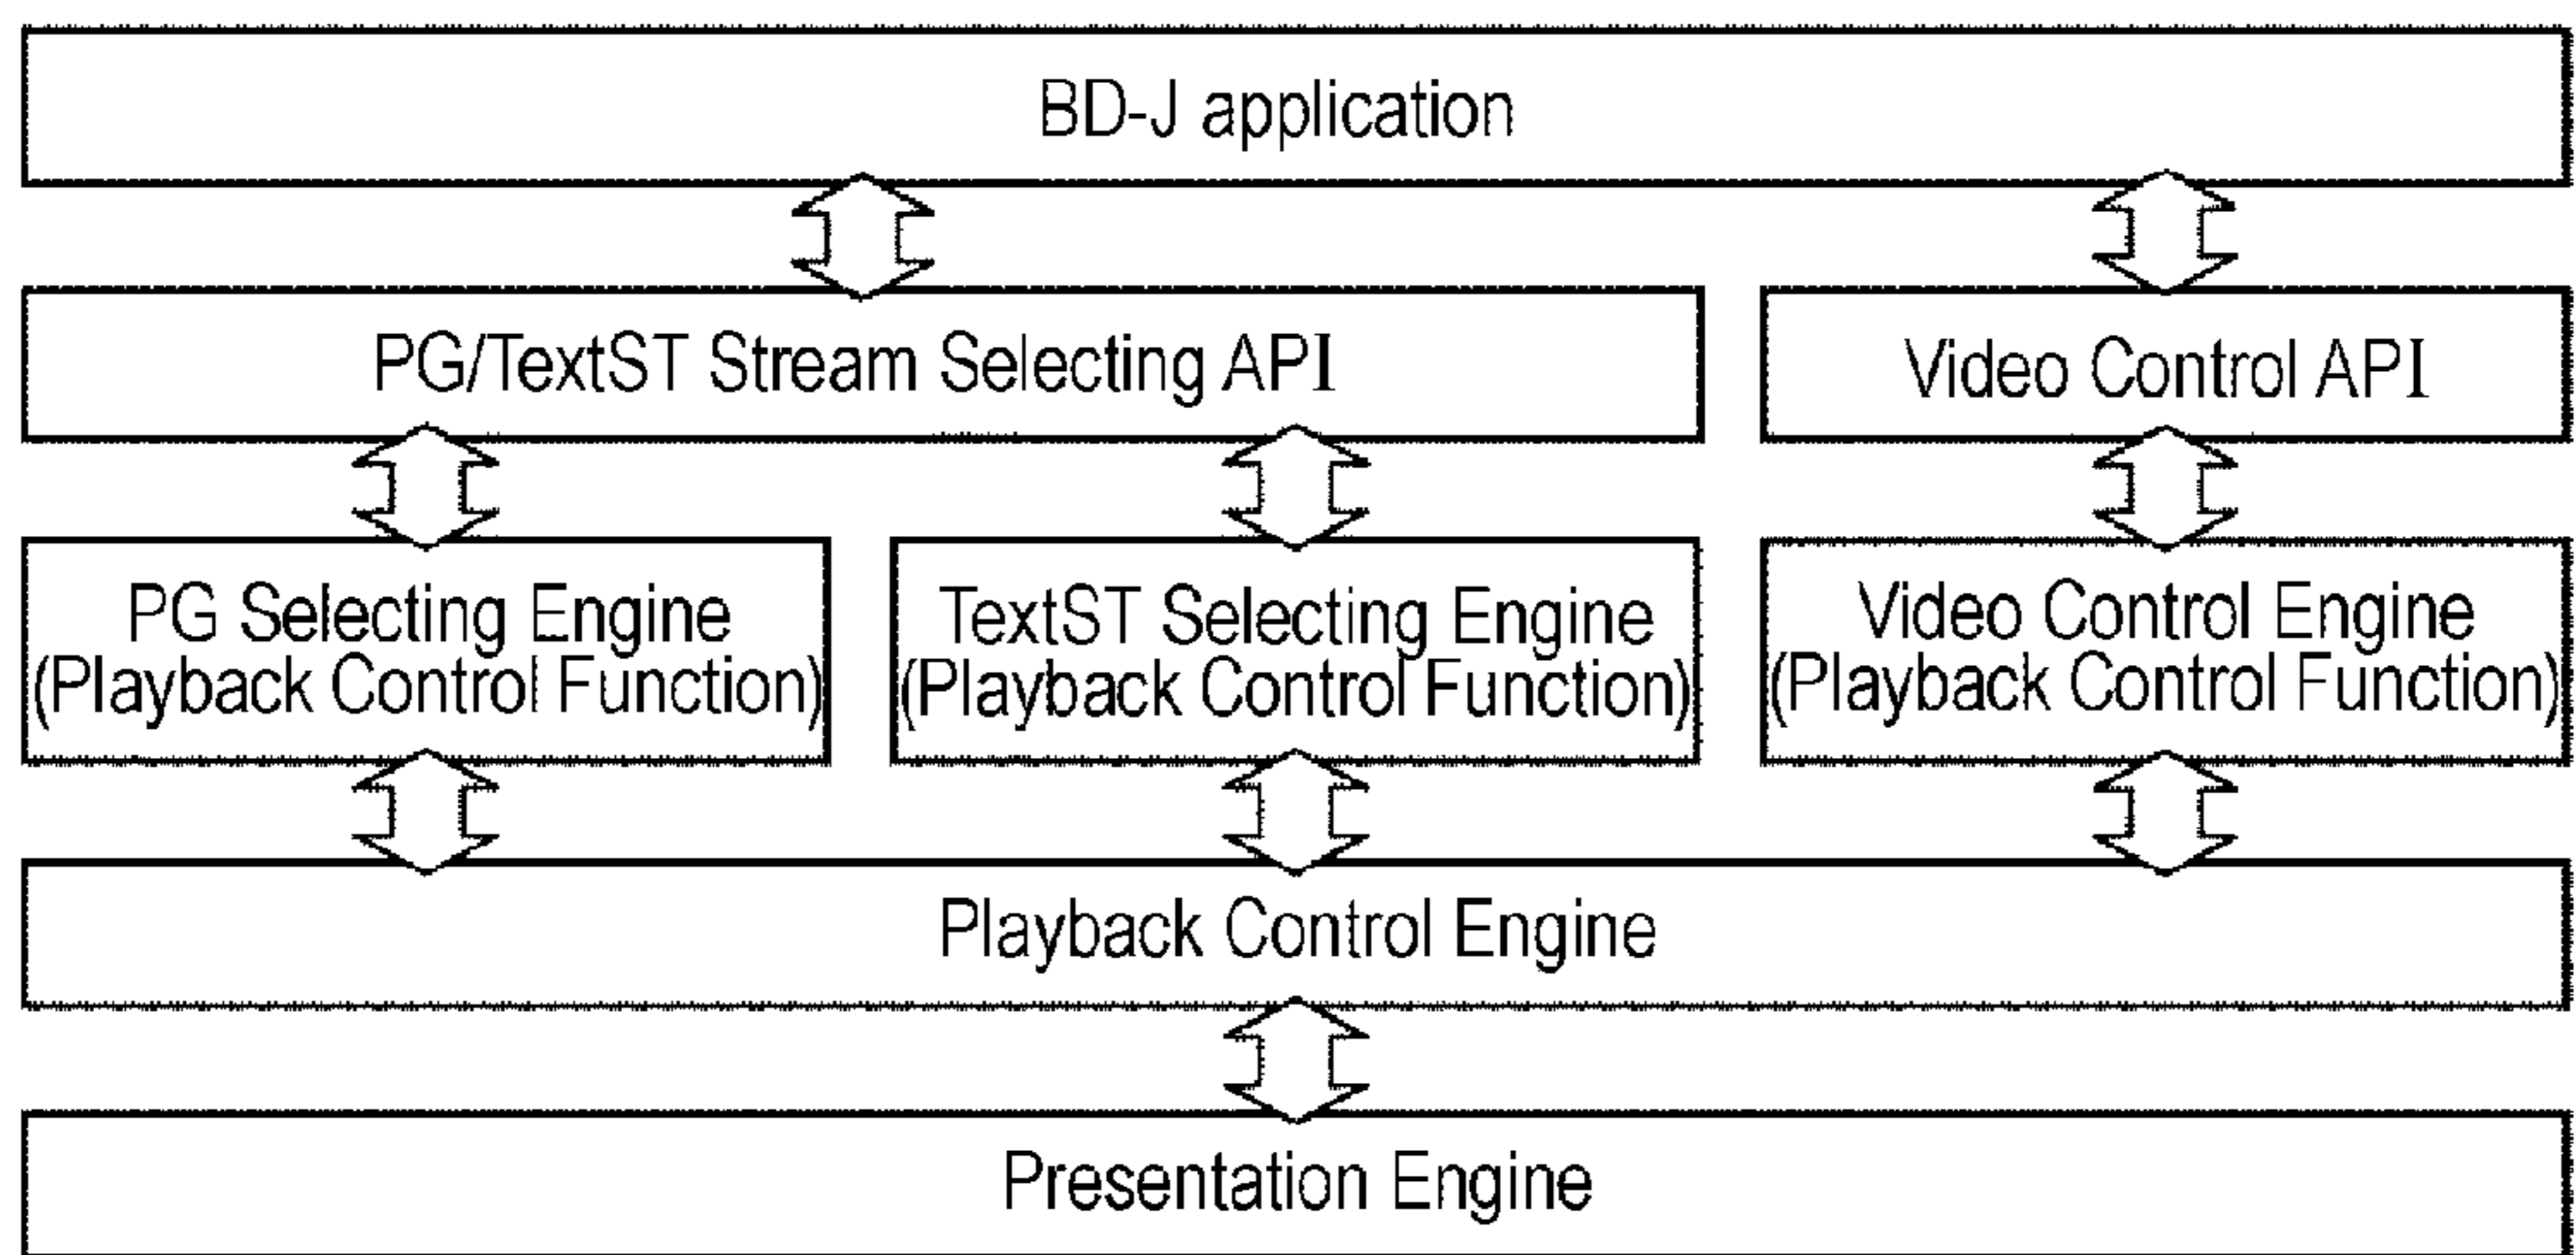 BD-J application
PG/TextST Stream Selecting API
Video Control API
PG Selecting Engine
(Playback Control Function)
TextST Selecting Engine
(Playback Control Function)
Video Control Engine
(Playback Control Function)
Playback Control Engine
Presentation Engine